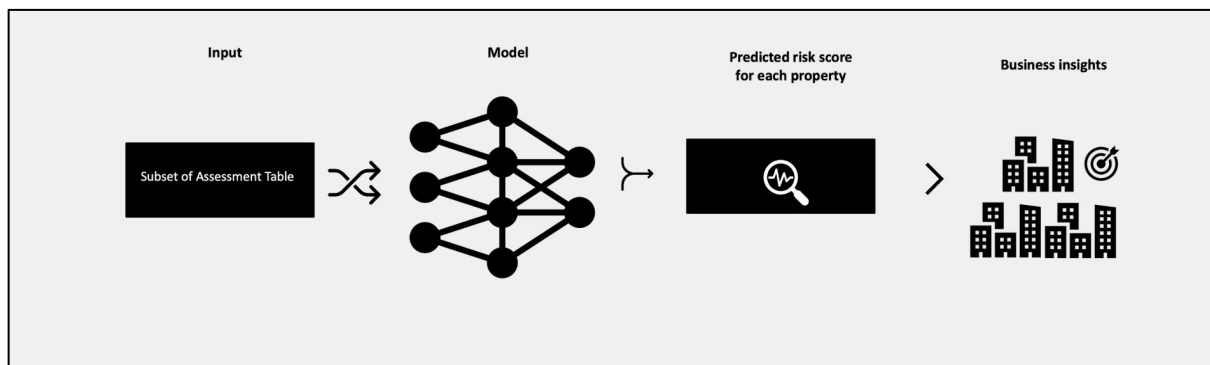 Input
Model
Predicted risk score
for each property
Business insights
Subset of Assessment Table